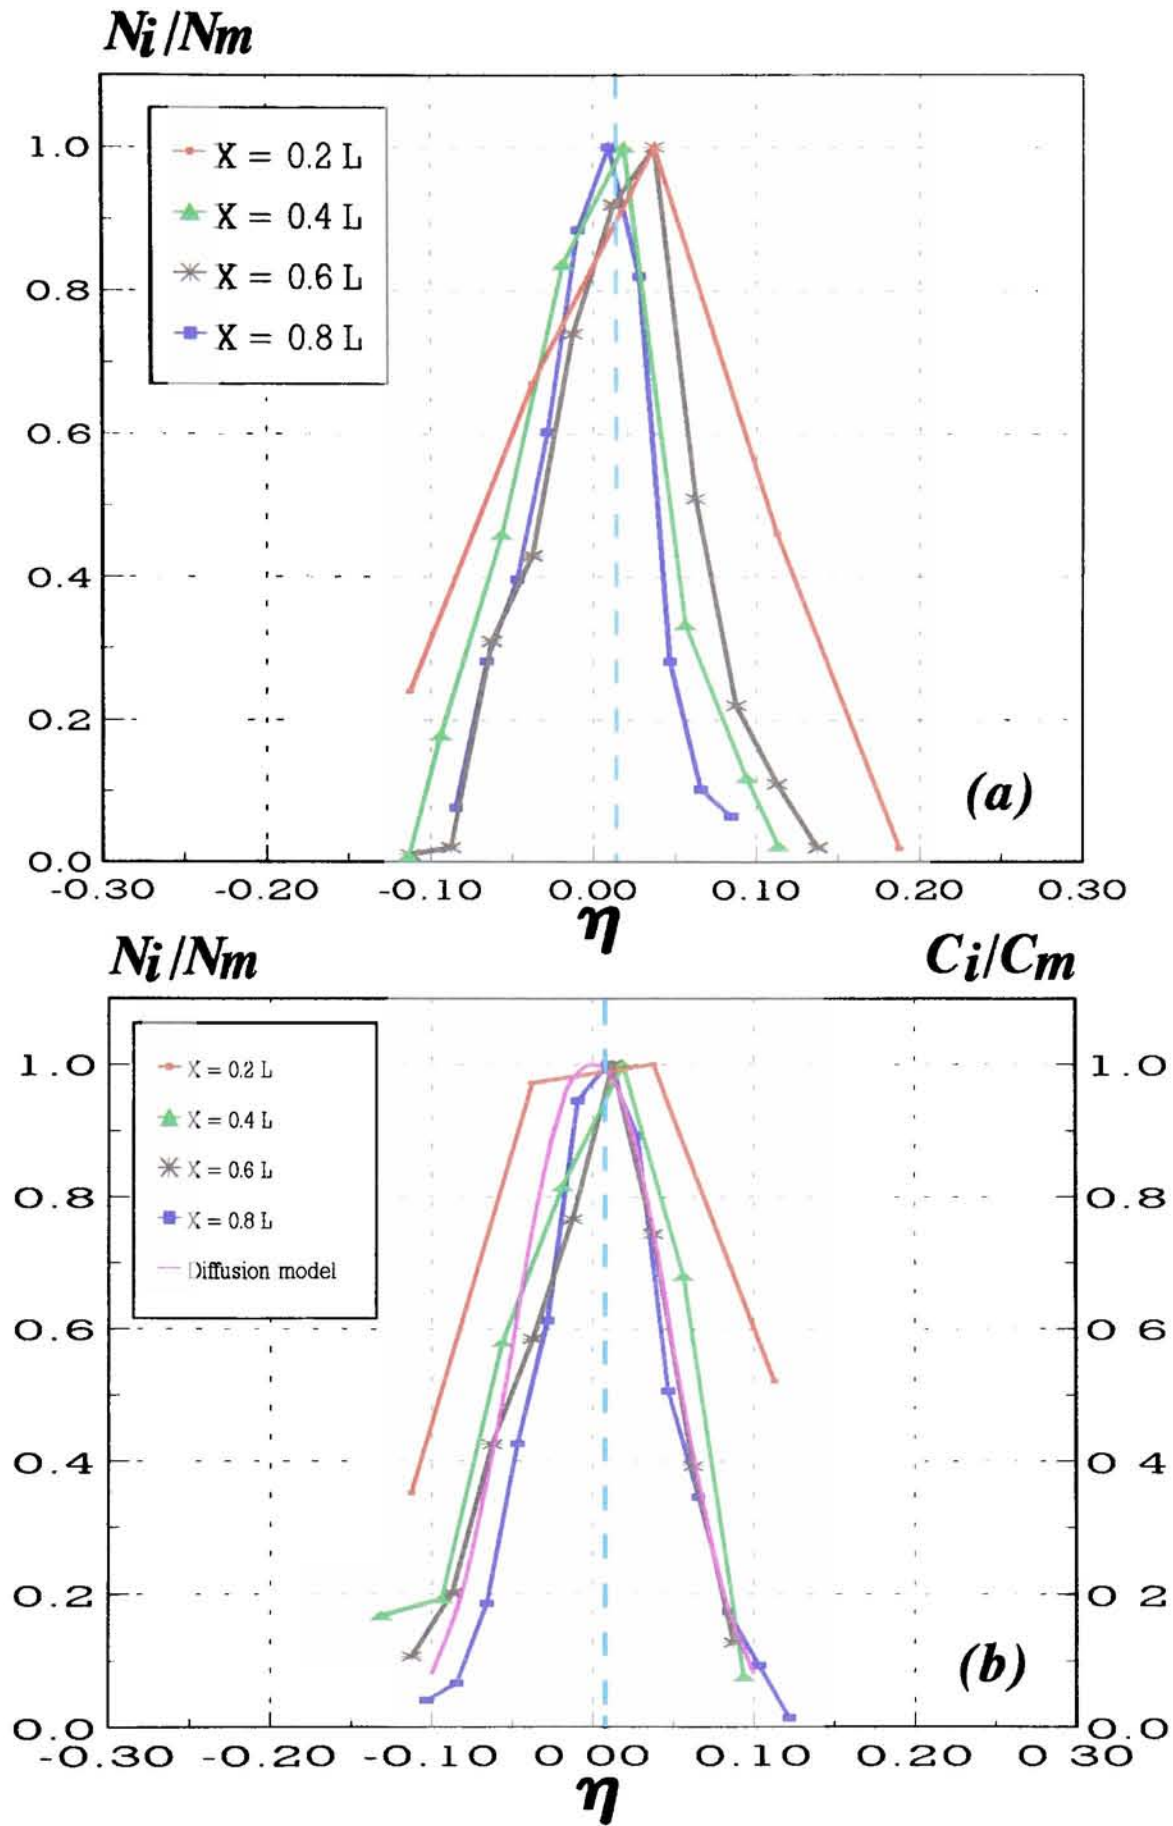 Ni/Nm
X = 0.2 L
X = 0.4 L
X = 0.6 L
X = 0.8 L
1.0
0.8
0.6
0.4
0.2
0.0
(a)
-0.30 -0.20 -0.10 0.00 0.10 0.20 0.30
η
Ni/Nm Ci/Cm
X = 0.2 L
X = 0.4 L
X = 0.6 L
X = 0.8 L
Diffusion model
1.0 1.0
0.8 0 8
0.6 0 6
0.4 0 4
0.2 0 2
(b)
0.0 0.0
-0.30 -0.20 -0.10 0 00 0.10 0.20 0 30
η